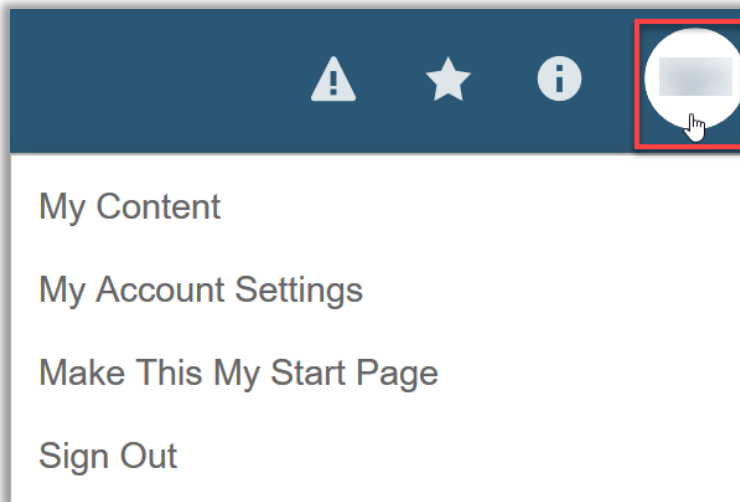 My Content
My Account Settings
Make This My Start Page
Sign Out